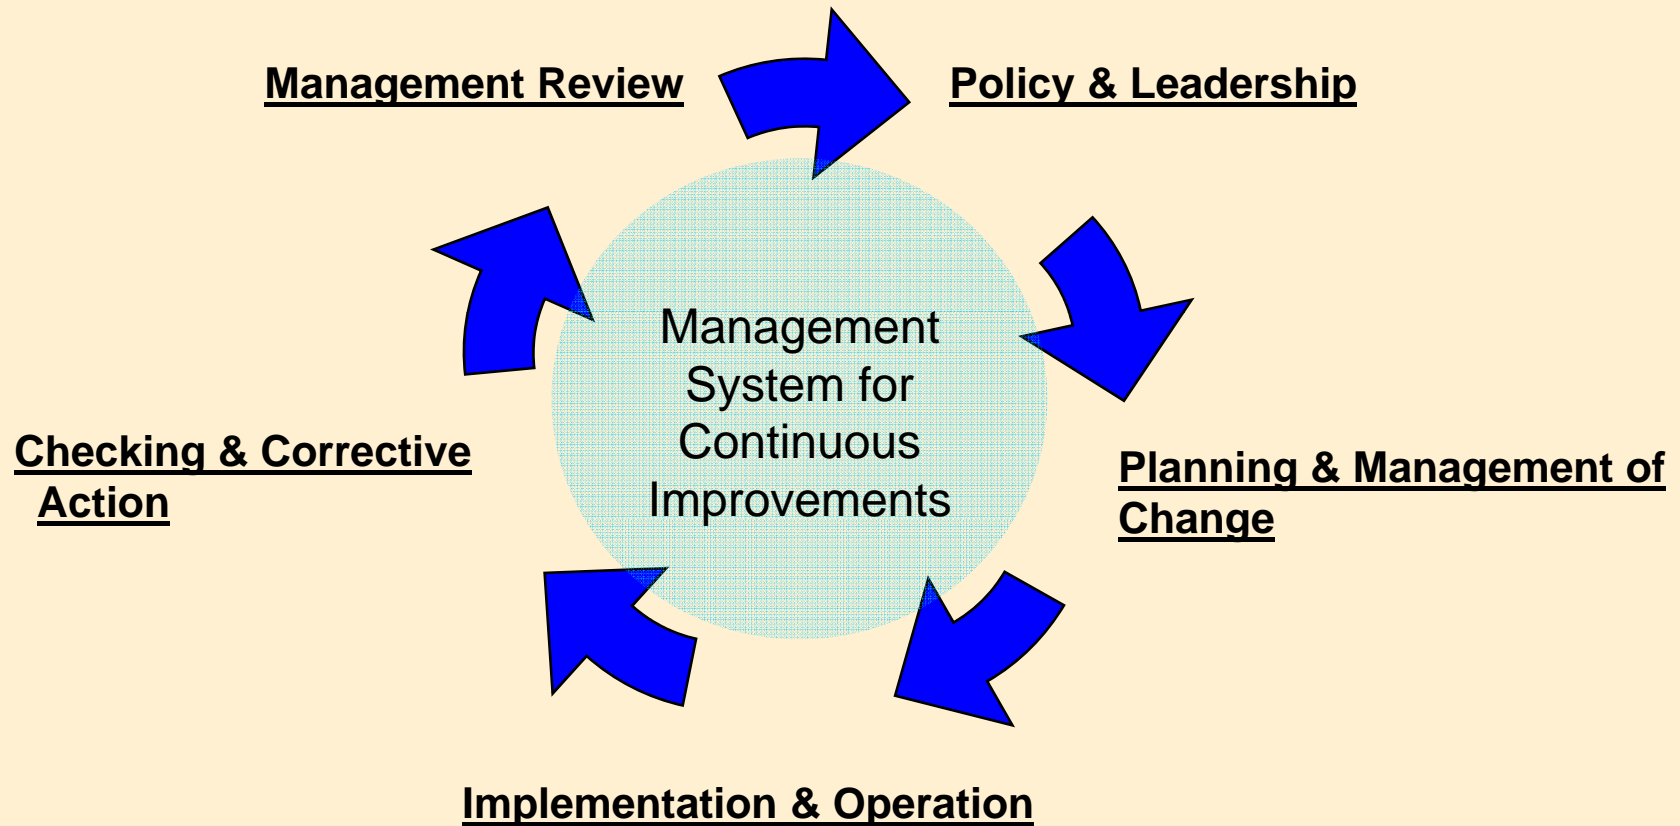 Management Review
Policy & Leadership
Management
System for
Continuous
Improvements
Checking & Corrective
Action
Planning & Management of
Change
Implementation & Operation